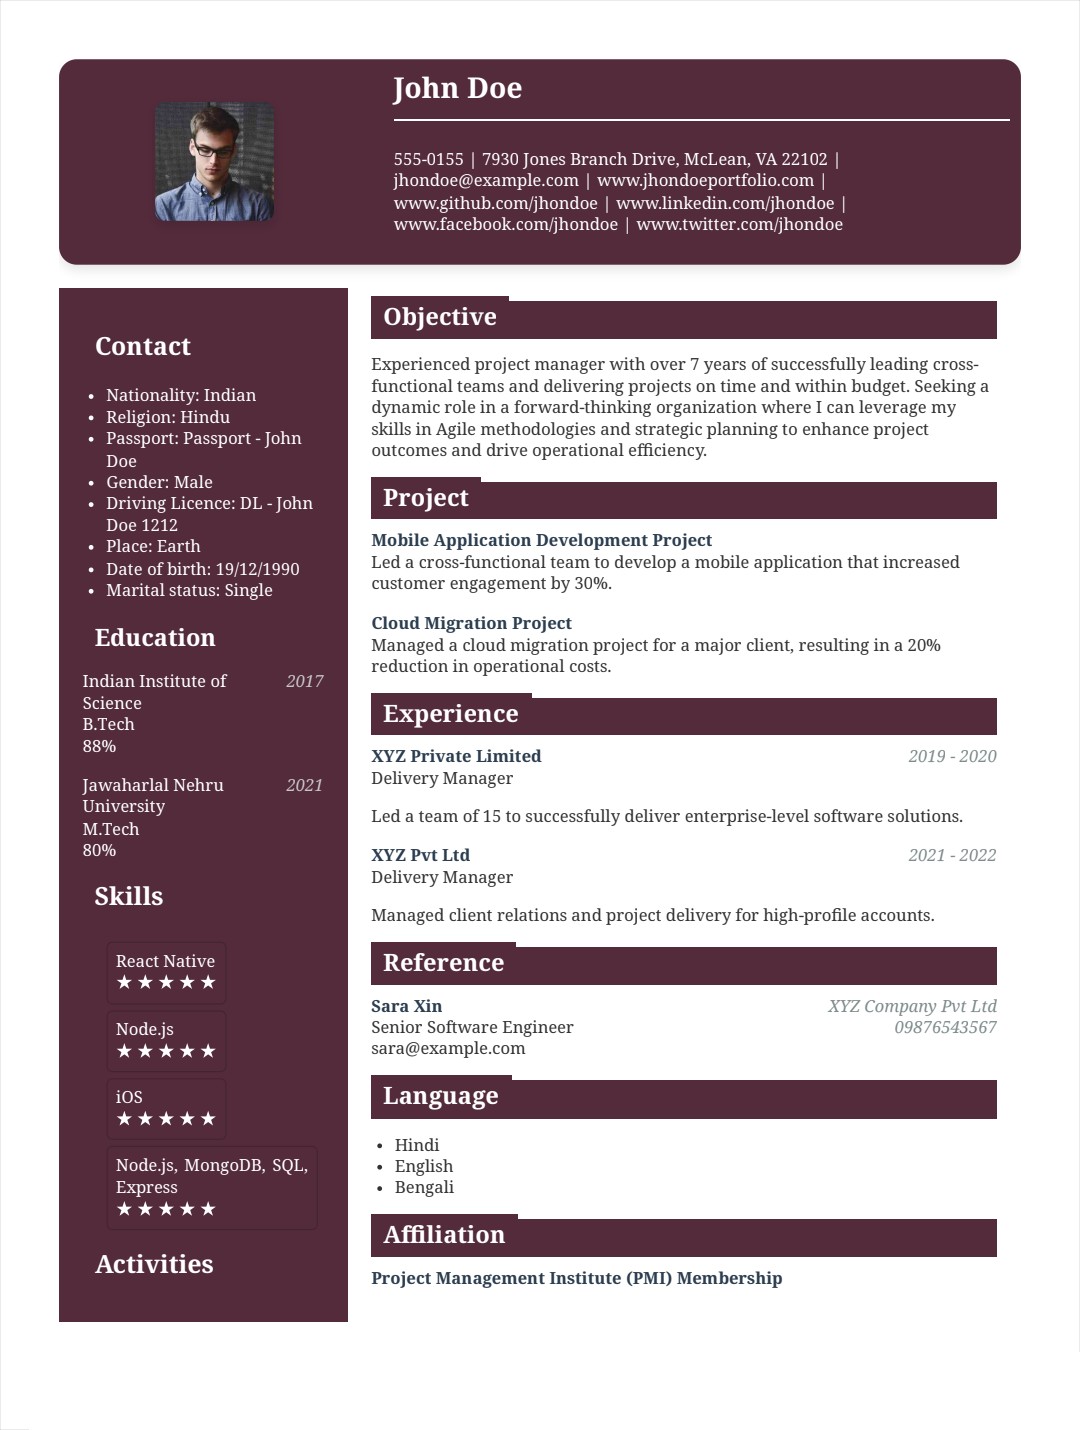 John Doe
555-0155 | 7930 Jones Branch Drive, McLean, VA 22102 |
jhondoe@example.com | www.jhondoeportfolio.com |
www.github.com/jhondoe | www.linkedin.com/jhondoe |
www.facebook.com/jhondoe | www.twitter.com/jhondoe
Contact
• Nationality: Indian
• Religion: Hindu
• Passport: Passport - John
Doe
• Gender: Male
• Driving Licence: DL - John
Doe 1212
• Place: Earth
• Date of birth: 19/12/1990
• Marital status: Single
Education
Indian Institute of 2017
Science
B.Tech
88%
Jawaharlal Nehru 2021
University
M.Tech
80%
Skills
React Native
★★★★★
Node.js
★★★★★
iOS
★★★★★
Node.js, MongoDB, SQL,
Express
★★★★★
Activities
Objective
Experienced project manager with over 7 years of successfully leading cross-
functional teams and delivering projects on time and within budget. Seeking a
dynamic role in a forward-thinking organization where I can leverage my
skills in Agile methodologies and strategic planning to enhance project
outcomes and drive operational efficiency.
Project
Mobile Application Development Project
Led a cross-functional team to develop a mobile application that increased
customer engagement by 30%.
Cloud Migration Project
Managed a cloud migration project for a major client, resulting in a 20%
reduction in operational costs.
Experience
XYZ Private Limited 2019 - 2020
Delivery Manager
Led a team of 15 to successfully deliver enterprise-level software solutions.
XYZ Pvt Ltd 2021 - 2022
Delivery Manager
Managed client relations and project delivery for high-profile accounts.
Reference
Sara Xin XYZ Company Pvt Ltd
Senior Software Engineer 09876543567
sara@example.com
Language
• Hindi
• English
• Bengali
Affiliation
Project Management Institute (PMI) Membership